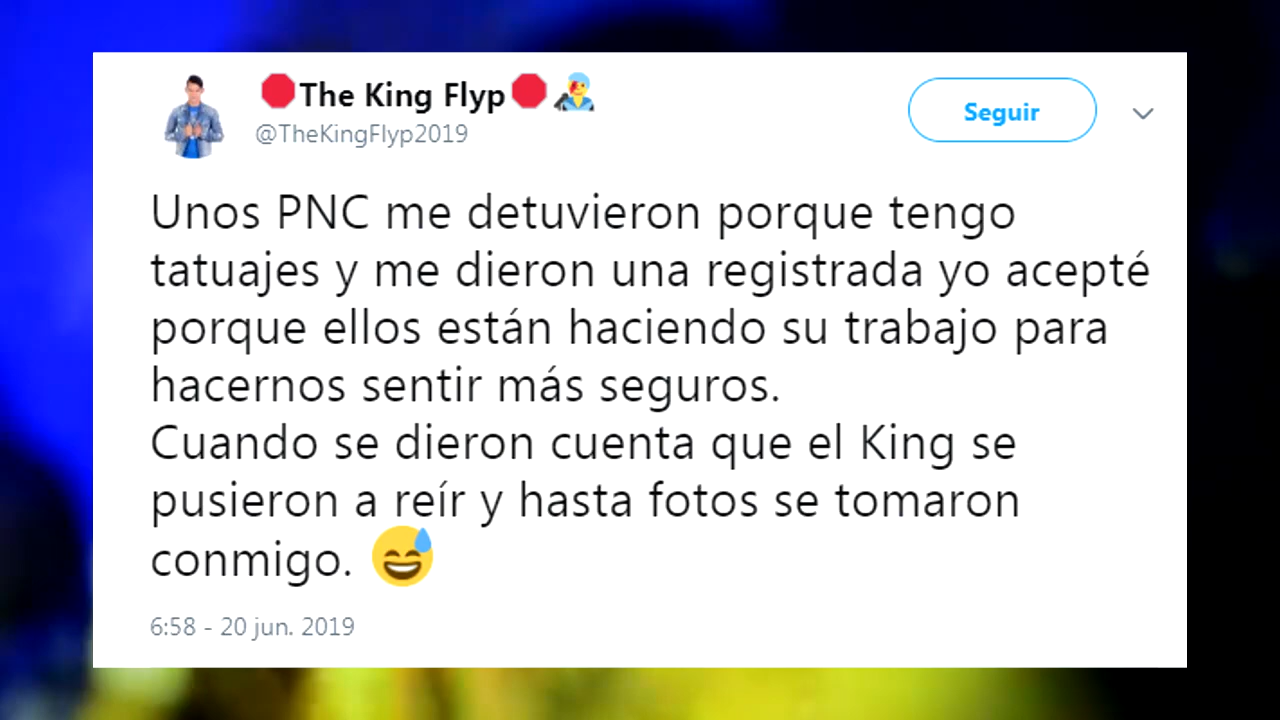 🛑The King Flyp🛑👨‍🎤
@TheKingFlyp2019
Seguir
Unos PNC me detuvieron porque tengo
tatuajes y me dieron una registrada yo acepté
porque ellos están haciendo su trabajo para
hacernos sentir más seguros.
Cuando se dieron cuenta que el King se
pusieron a reír y hasta fotos se tomaron
conmigo. 😅
6:58 - 20 jun. 2019